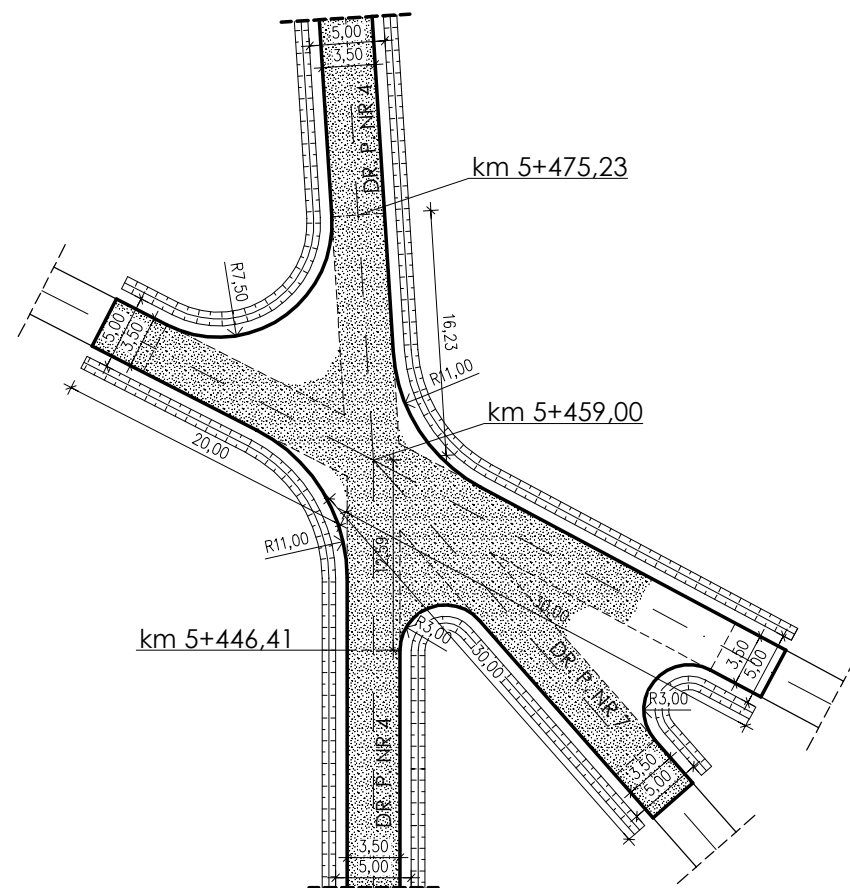 5,00
3,50
DR P NR 4
km 5+475,23
R7,50
16,23
5,00
3,50
R11,00
km 5+459,00
20,00
R11,00
12,59
30,00
R3,00
km 5+446,41
30,00
DR P NR 7
3,50
5,00
R3,00
DR P NR 4
3,50
5,00
3,50
5,00